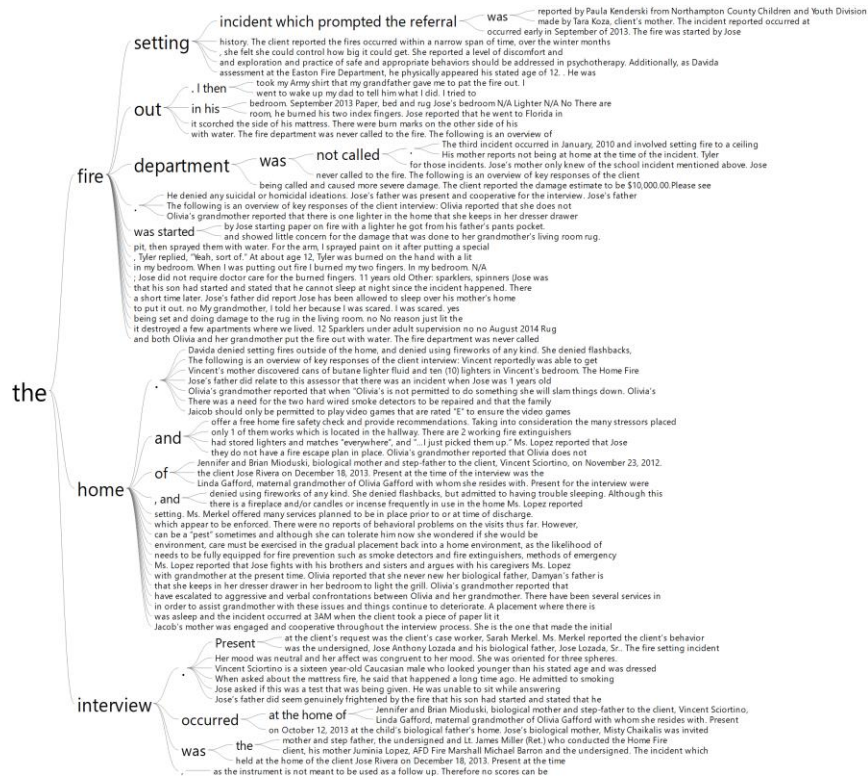 the
fire
setting
incident which prompted the referral
was
reported by Paula Kenderski from Northampton County Children and Youth Division
made by Tara Koza, client's mother. The incident reported occurred at
occurred early in September of 2013. The fire was started by Jose
history. The client reported the fires occurred within a narrow span of time, over the winter months
, she felt she could control how big it could get. She reported a level of discomfort and
and exploration and practice of safe and appropriate behaviors should be addressed in psychotherapy. Additionally, as Davida
assessment at the Easton Fire Department, he physically appeared his stated age of 12. . He was
out
. I then
took my Army shirt that my grandfather gave me to pat the fire out. I
went to wake up my dad to tell him what I did. I tried to
in his
bedroom. September 2013 Paper, bed and rug Jose's bedroom N/A Lighter N/A No There are
room, he burned his two index fingers. Jose reported that he went to Florida in
it scorched the side of his mattress. There were burn marks on the other side of his
with water. The fire department was never called to the fire. The following is an overview of
department
was
not called
.
The third incident occurred in January, 2010 and involved setting fire to a ceiling
His mother reports not being at home at the time of the incident. Tyler
for those incidents. Jose's mother only knew of the school incident mentioned above. Jose
never called to the fire. The following is an overview of key responses of the client
being called and caused more severe damage. The client reported the damage estimate to be $10,000.00.Please see
.
He denied any suicidal or homicidal ideations. Jose's father was present and cooperative for the interview. Jose's father
The following is an overview of key responses of the client interview: Olivia reported that she does not
Olivia's grandmother reported that there is one lighter in the home that she keeps in her dresser drawer
was started
by Jose starting paper on fire with a lighter he got from his father's pants pocket.
and showed little concern for the damage that was done to her grandmother's living room rug.
pit, then sprayed them with water. For the arm, I sprayed paint on it after putting a special
, Tyler replied, "Yeah, sort of." At about age 12, Tyler was burned on the hand with a lit
in my bedroom. When I was putting out fire I burned my two fingers. In my bedroom. N/A
; Jose did not require doctor care for the burned fingers. 11 years old Other: sparklers, spinners (Jose was
that his son had started and stated that he cannot sleep at night since the incident happened. There
a short time later. Jose's father did report Jose has been allowed to sleep over his mother's home
to put it out. no My grandmother, I told her because I was scared. I was scared. yes
being set and doing damage to the rug in the living room. no No reason just lit the
it destroyed a few apartments where we lived. 12 Sparklers under adult supervision no no August 2014 Rug
and both Olivia and her grandmother put the fire out with water. The fire department was never called
home
.
Davida denied setting fires outside of the home, and denied using fireworks of any kind. She denied flashbacks,
The following is an overview of key responses of the client interview: Vincent reportedly was able to get
Vincent's mother discovered cans of butane lighter fluid and ten (10) lighters in Vincent's bedroom. The Home Fire
Jose's father did relate to this assessor that there was an incident when Jose was 1 years old
Olivia's grandmother reported that when "Olivia's is not permitted to do something she will slam things down. Olivia's
There was a need for the two hard wired smoke detectors to be repaired and that the family
Jaicob should only be permitted to play video games that are rated "E" to ensure the video games
and
offer a free home fire safety check and provide recommendations. Taking into consideration the many stressors placed
only 1 of them works which is located in the hallway. There are 2 working fire extinguishers
had stored lighters and matches "everywhere", and "...I just picked them up." Ms. Lopez reported that Jose
they do not have a fire escape plan in place. Olivia's grandmother reported that Olivia does not
of
Jennifer and Brian Mioduski, biological mother and step-father to the client, Vincent Sciortino, on November 23, 2012.
the client Jose Rivera on December 18, 2013. Present at the time of the interview was the
Linda Gafford, maternal grandmother of Olivia Gafford with whom she resides with. Present for the interview were
, and
denied using fireworks of any kind. She denied flashbacks, but admitted to having trouble sleeping. Although this
there is a fireplace and/or candles or incense frequently in use in the home Ms. Lopez reported
setting. Ms. Merkel offered many services planned to be in place prior to or at time of discharge.
which appear to be enforced. There were no reports of behavioral problems on the visits thus far. However,
can be a "pest" sometimes and although she can tolerate him now she wondered if she would be
environment, care must be exercised in the gradual placement back into a home environment, as the likelihood of
needs to be fully equipped for fire prevention such as smoke detectors and fire extinguishers, methods of emergency
Ms. Lopez reported that Jose fights with his brothers and sisters and argues with his caregivers Ms. Lopez
with grandmother at the present time. Olivia reported that she never new her biological father, Damyan's father is
that she keeps in her dresser drawer in her bedroom to light the grill. Olivia's grandmother reported that
have escalated to aggressive and verbal confrontations between Olivia and her grandmother. There have been several services in
in order to assist grandmother with these issues and things continue to deteriorate. A placement where there is
was asleep and the incident occurred at 3AM when the client took a piece of paper lit it
Jacob's mother was engaged and cooperative throughout the interview process. She is the one that made the initial
interview
.
Present
at the client's request was the client's case worker, Sarah Merkel. Ms. Merkel reported the client's behavior
was the undersigned, Jose Anthony Lozada and his biological father, Jose Lozada, Sr.. The fire setting incident
Her mood was neutral and her affect was congruent to her mood. She was oriented for three spheres.
Vincent Sciortino is a sixteen year-old Caucasian male who looked younger than his stated age and was dressed
When asked about the mattress fire, he said that happened a long time ago. He admitted to smoking
Jose asked if this was a test that was being given. He was unable to sit while answering
Jose's father did seem genuinely frightened by the fire that his son had started and stated that he
occurred
at the home of
Jennifer and Brian Mioduski, biological mother and step-father to the client, Vincent Sciortino,
Linda Gafford, maternal grandmother of Olivia Gafford with whom she resides with. Present
on October 12, 2013 at the child's biological father's home. Jose's biological mother, Misty Chaikalis was invited
was
the
mother and step father, the undersigned and Lt. James Miller (Ret.) who conducted the Home Fire
client, his mother Juminia Lopez, AFD Fire Marshall Michael Barron and the undersigned. The incident which
held at the home of the client Jose Rivera on December 18, 2013. Present at the time
, as the instrument is not meant to be used as a follow up. Therefore no scores can be